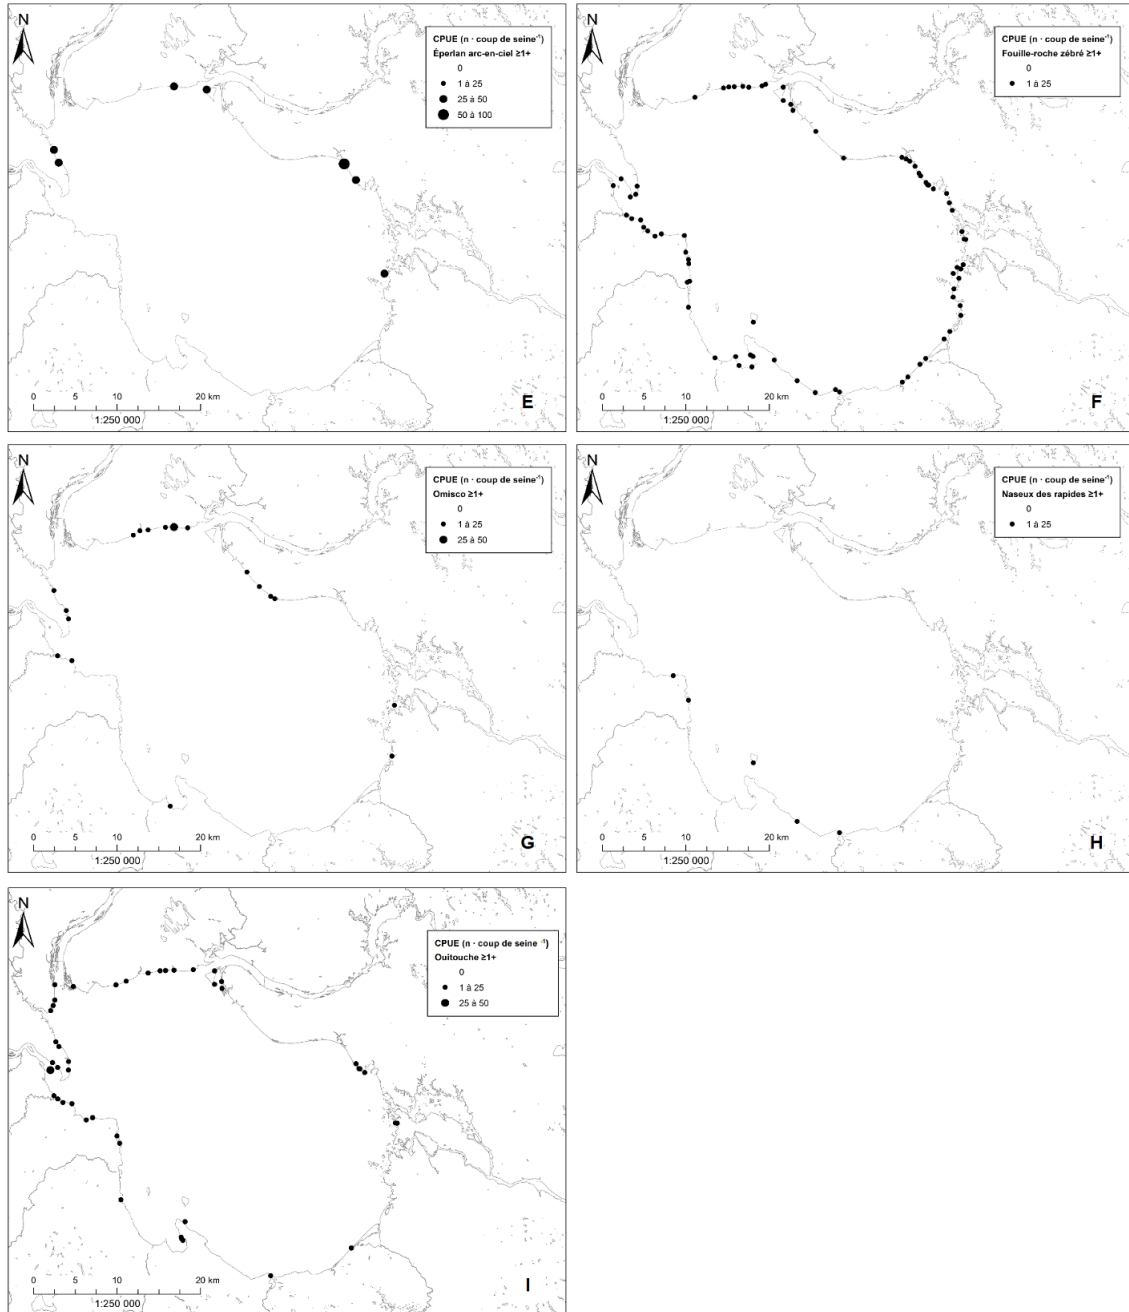 N
CPUE (n · coup de seine⁻¹)
Éperlan arc-en-ciel ≥1+
0
1 à 25
25 à 50
50 à 100
0 5 10 20 km
1:250 000
E
N
CPUE (n · coup de seine⁻¹)
Fouille-roche zébré ≥1+
0
1 à 25
0 5 10 20 km
1:250 000
F
N
CPUE (n · coup de seine⁻¹)
Omisco ≥1+
0
1 à 25
25 à 50
0 5 10 20 km
1:250 000
G
N
CPUE (n · coup de seine⁻¹)
Naseux des rapides ≥1+
0
1 à 25
0 5 10 20 km
1:250 000
H
N
CPUE (n · coup de seine ⁻¹)
Ouitouche ≥1+
0
1 à 25
25 à 50
0 5 10 20 km
1:250 000
I